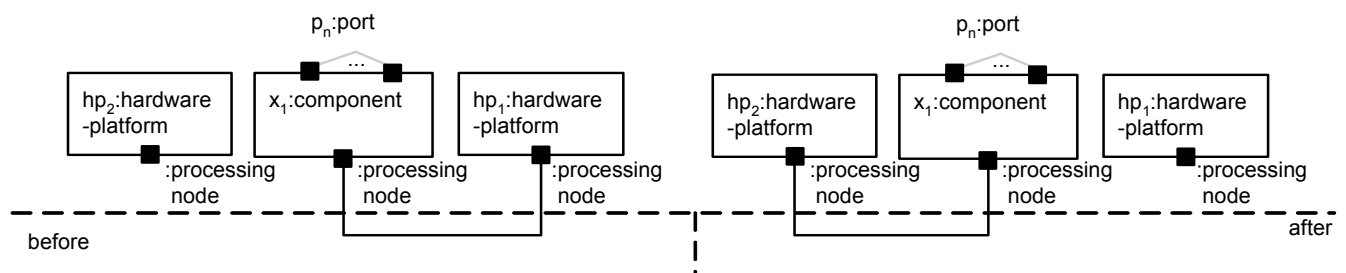 pn:port
...
hp2:hardware
-platform
x1:component
hp1:hardware
-platform
:processing
node
:processing
node
:processing
node
before
pn:port
...
hp2:hardware
-platform
x1:component
hp1:hardware
-platform
:processing
node
:processing
node
:processing
node
after